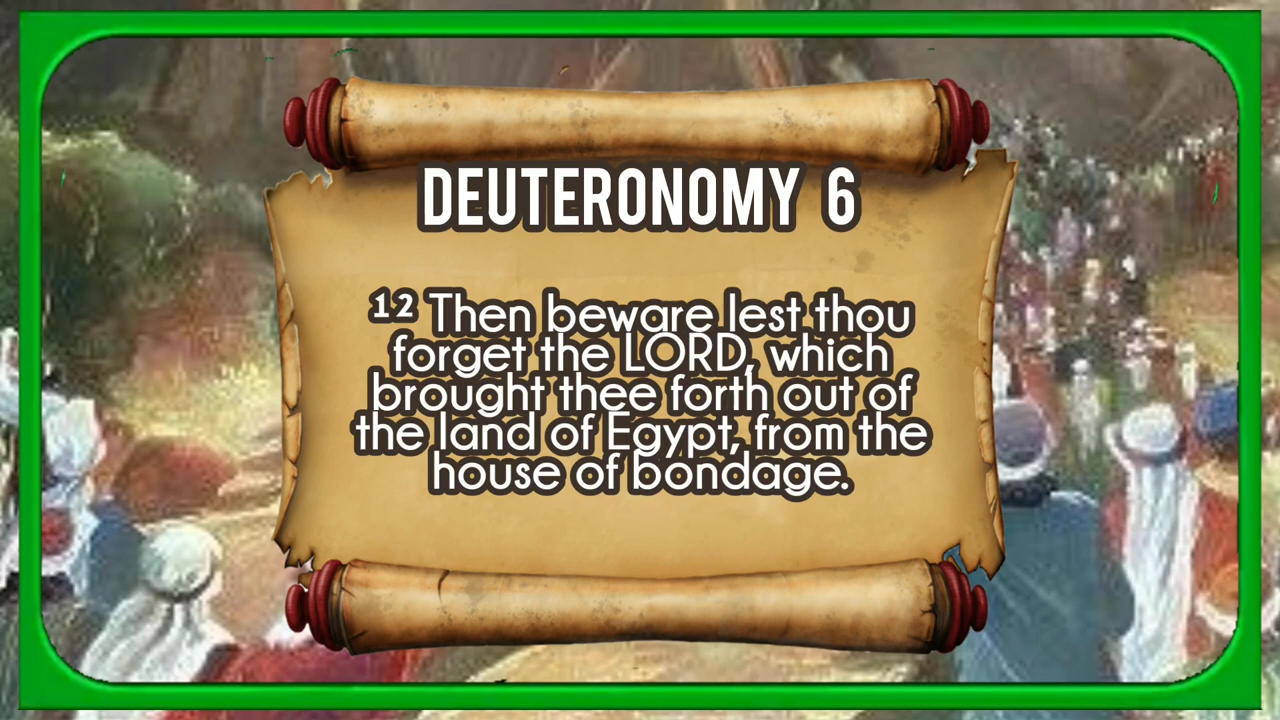 DEUTERONOMY 6
¹² Then beware lest thou
forget the LORD, which
brought thee forth out of
the land of Egypt, from the
house of bondage.